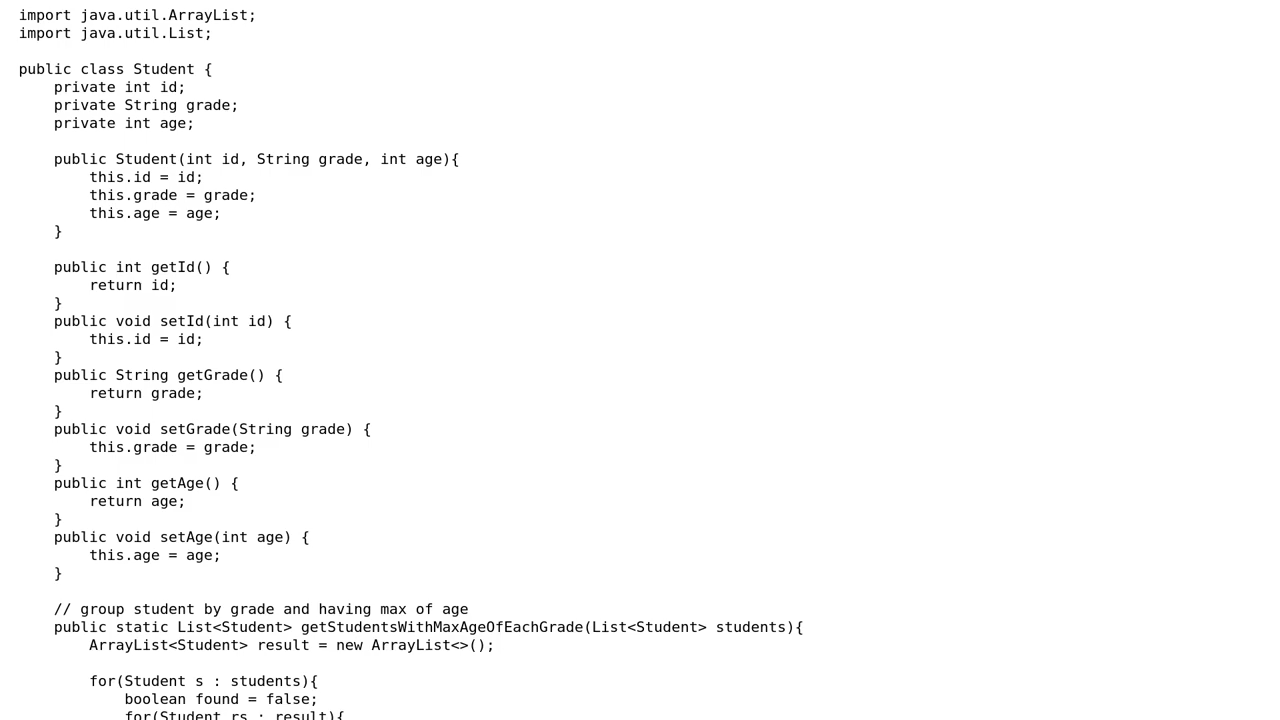 import java.util.ArrayList;
import java.util.List;

public class Student {
    private int id;
    private String grade;
    private int age;

    public Student(int id, String grade, int age){
        this.id = id;
        this.grade = grade;
        this.age = age;
    }

    public int getId() {
        return id;
    }
    public void setId(int id) {
        this.id = id;
    }
    public String getGrade() {
        return grade;
    }
    public void setGrade(String grade) {
        this.grade = grade;
    }
    public int getAge() {
        return age;
    }
    public void setAge(int age) {
        this.age = age;
    }

    // group student by grade and having max of age
    public static List<Student> getStudentsWithMaxAgeOfEachGrade(List<Student> students){
        ArrayList<Student> result = new ArrayList<>();

        for(Student s : students){
            boolean found = false;
            for(Student rs : result){